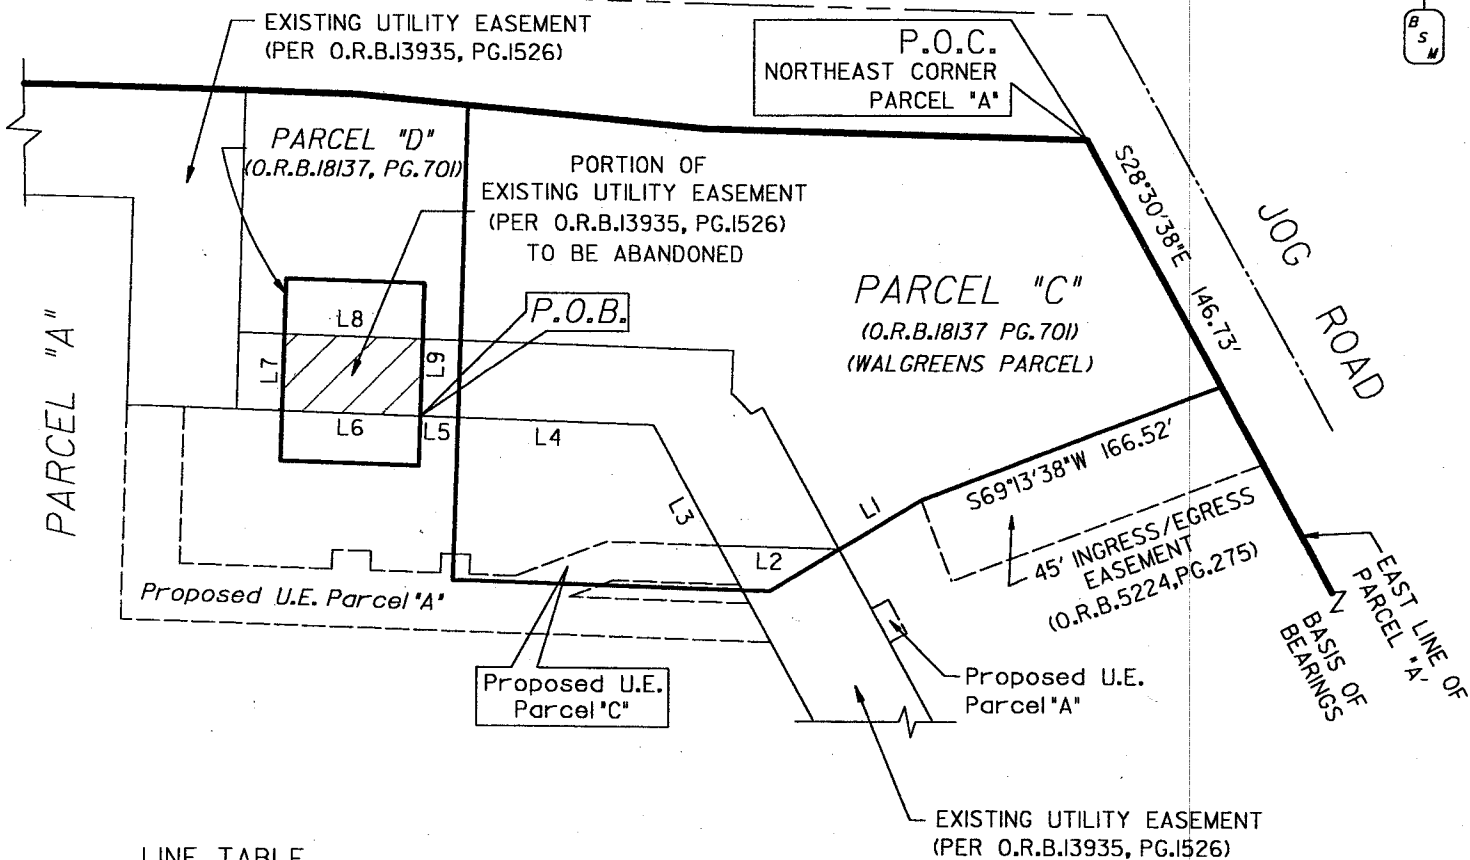 EXISTING UTILITY EASEMENT
(PER O.R.B.13935, PG.1526)
P.O.C.
NORTHEAST CORNER
PARCEL "A"
B
S
M
PARCEL "D"
(O.R.B.18137, PG.701)
PORTION OF
EXISTING UTILITY EASEMENT
(PER O.R.B.13935, PG.1526)
TO BE ABANDONED
S28°30'38"E 146.73'
JOG ROAD
PARCEL "C"
(O.R.B.18137 PG.701)
(WALGREENS PARCEL)
P.O.B.
L8
L7
L9
L6
L5
L4
L3
L2
L1
PARCEL "A"
S69°13'38"W 166.52'
45' INGRESS/EGRESS
EASEMENT
(O.R.B.5224,PG.275)
EAST LINE OF
PARCEL "A'
BASIS OF
BEARINGS
Proposed U.E. Parcel "A"
Proposed U.E.
Parcel "C"
Proposed U.E.
Parcel "A"
EXISTING UTILITY EASEMENT
(PER O.R.B.13935, PG.1526)
LINE TABLE